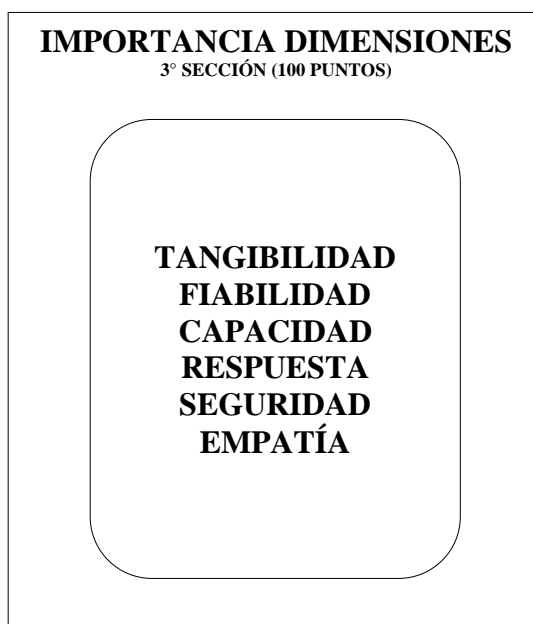 IMPORTANCIA DIMENSIONES
3° SECCIÓN (100 PUNTOS)
TANGIBILIDAD
FIABILIDAD
CAPACIDAD
RESPUESTA
SEGURIDAD
EMPATÍA